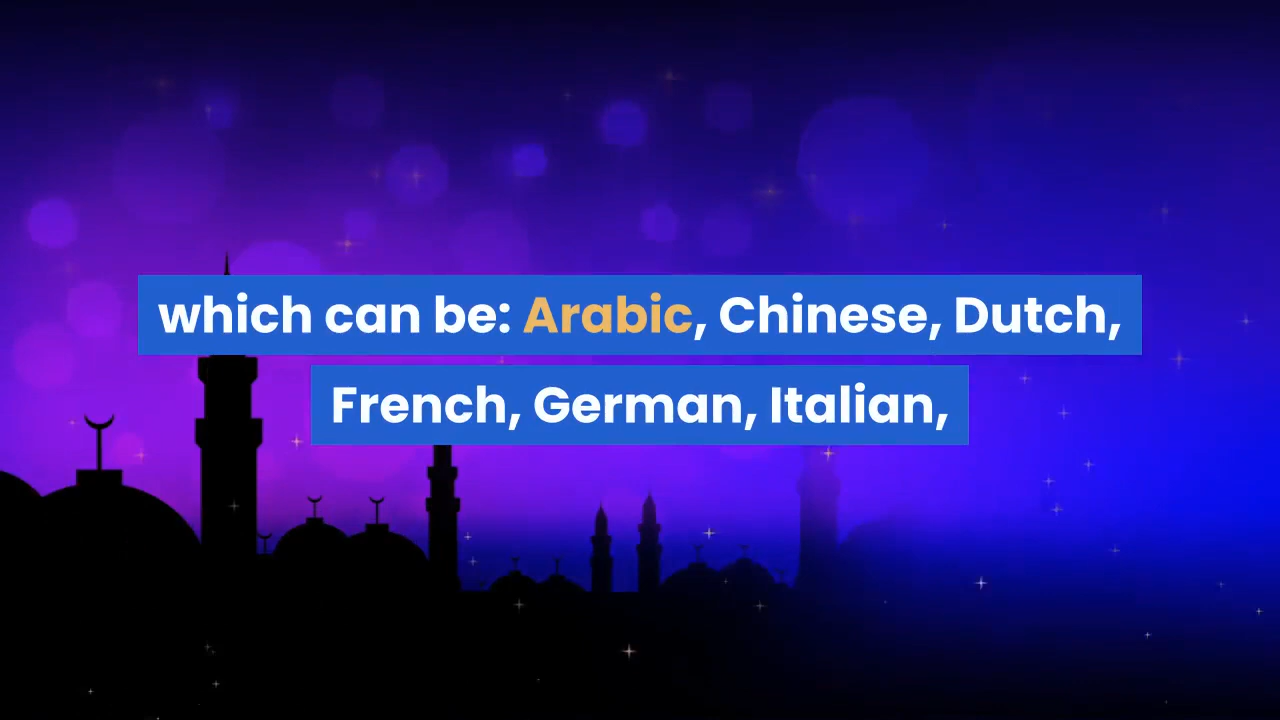 which can be: Arabic, Chinese, Dutch,
French, German, Italian,